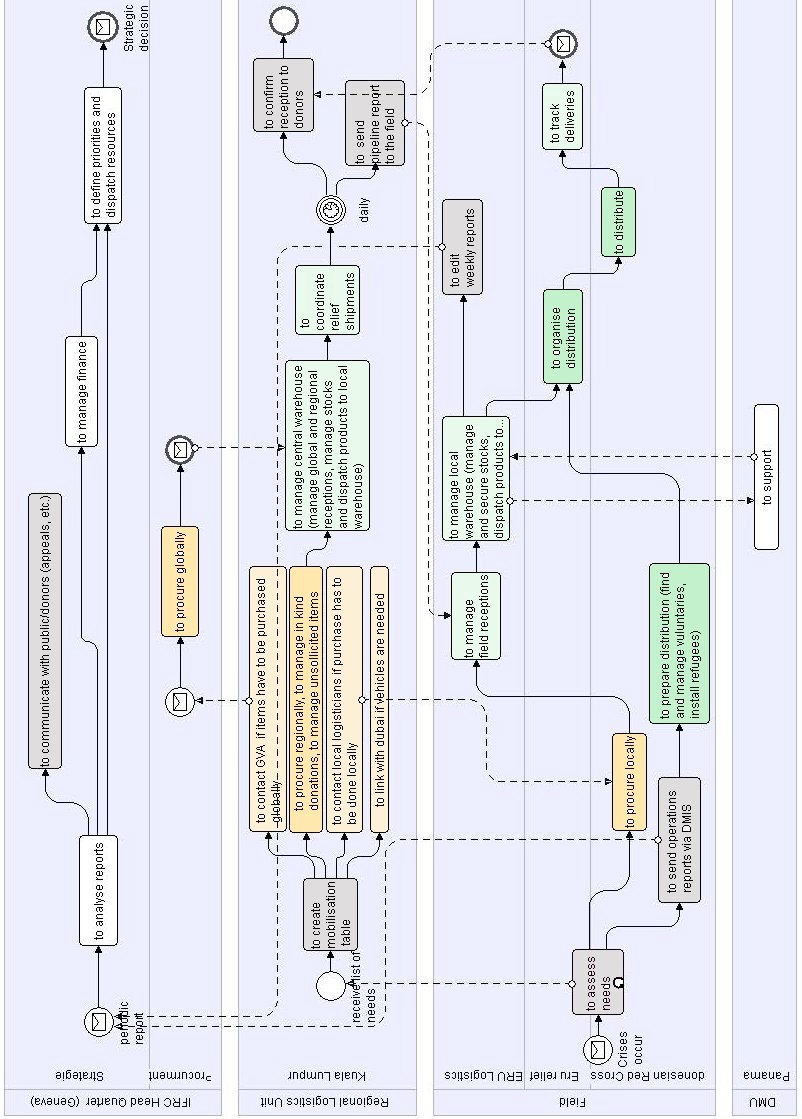 IFRC Head Quarter (Geneva)
Strategie
Procurment
periodic
report
to analyse reports
to communicate with public/donors (appeals, etc.)
to manage finance
to define priorities and
dispatch resources
Strategic
decision
to procure globally
Regional Logistics Unit
Kuala Lumpur
receive list of
needs
to create
mobilisation
table
to contact GVA if items have to be purchased
globally
to procure regionally, to manage in kind
donations, to manage unsollicited items
to contact local logisticians if purchase has to
be done locally
to link with dubai if vehicles are needed
to manage central warehouse
(manage global and regional
receptions, manage stocks
and dispatch products to local
warehouse)
to
coordinate
relief
shipments
daily
to confirm
reception to
donors
to send
pipeline report
to the field
Field
ERU Logistics
Eru relief
donesian Red Cross
Crises
occur
to assess
needs
to send operations
reports via DMIS
to procure locally
to prepare distribution (find
and manage voluntaries,
install refugees)
to manage
field receptions
to manage local
warehouse (manage
and secure stocks,
dispatch products to...
to edit
weekly reports
to organise
distribution
to distribute
to track
deliveries
DMU
Panama
to support